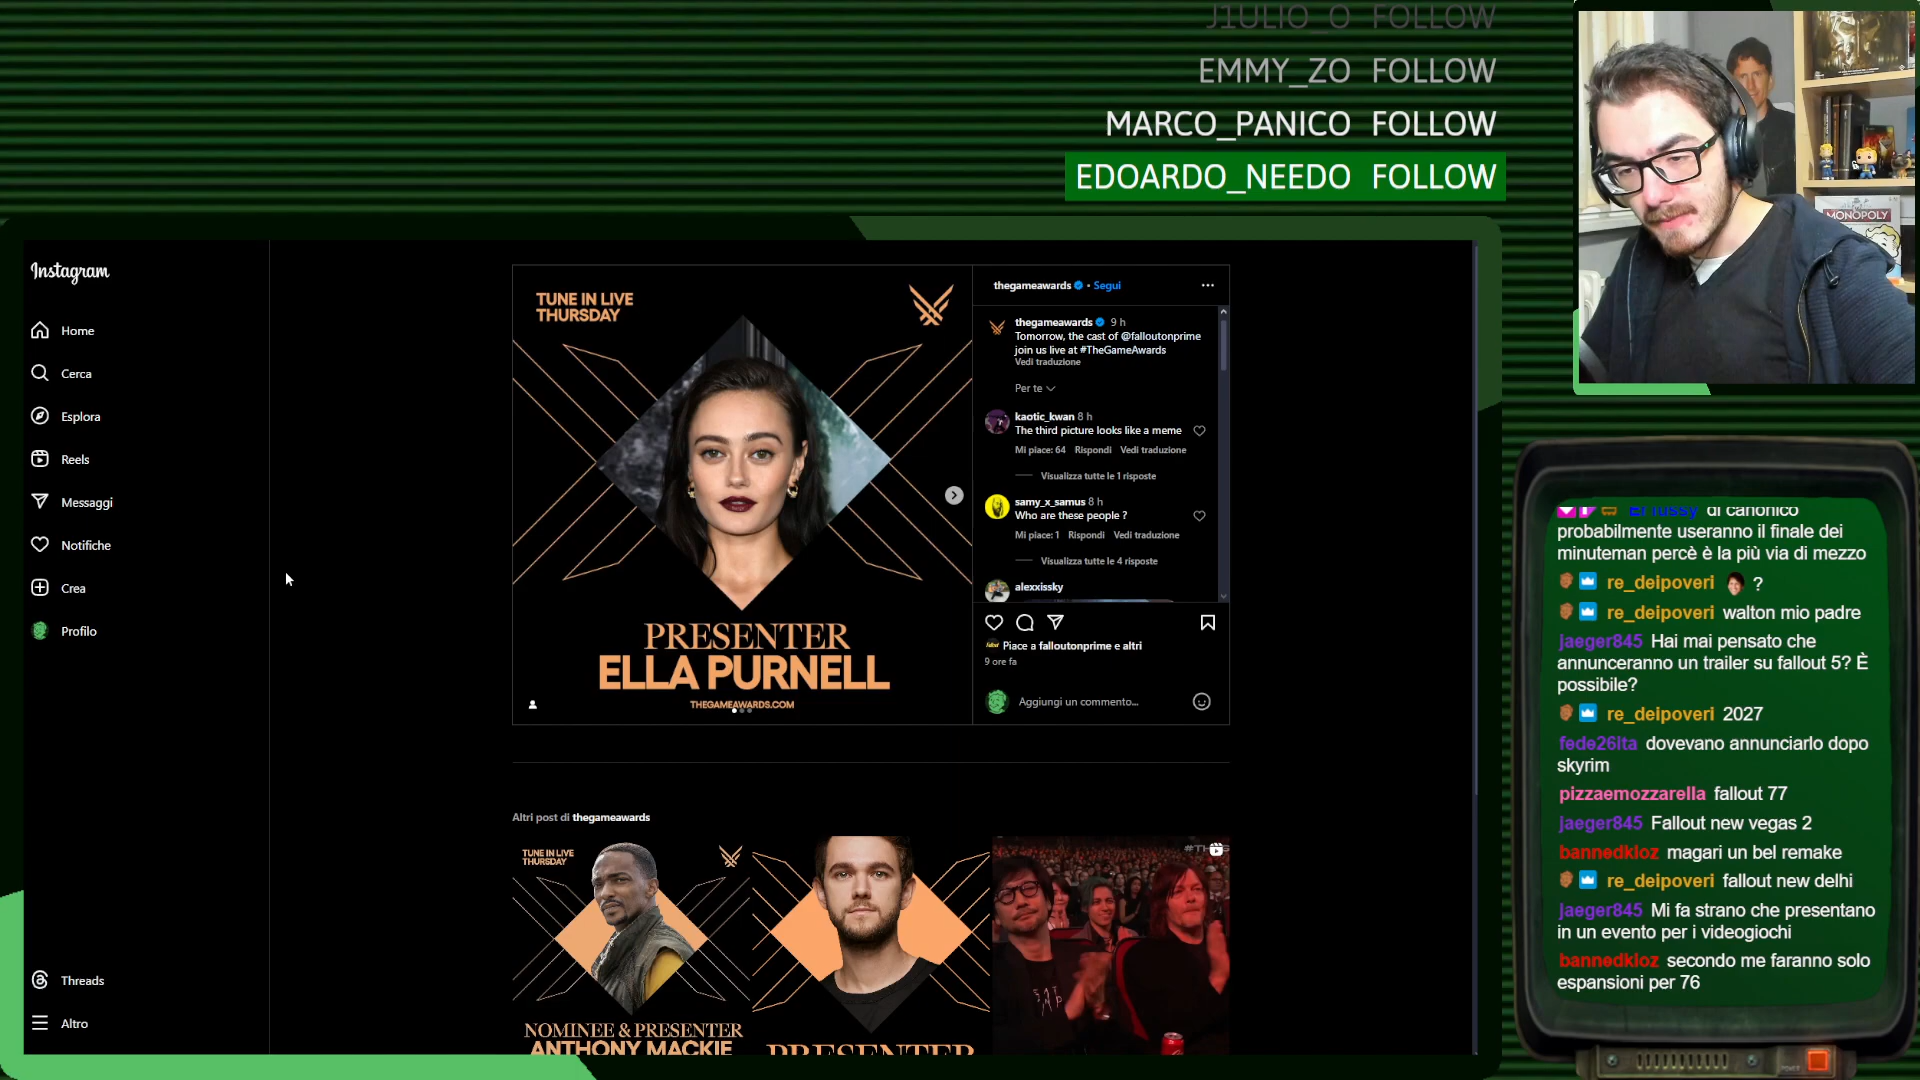 J1ULIO_O FOLLOW
EMMY_ZO FOLLOW
MARCO_PANICO FOLLOW
EDOARDO_NEEDO FOLLOW
MONOPOLY
Instagram
Home
Cerca
Esplora
Reels
Messaggi
Notifiche
Crea
Profilo
Threads
Altro
TUNE IN LIVE
THURSDAY
PRESENTER
ELLA PURNELL
THEGAMEAWARDS.COM
thegameawards • Segui
thegameawards 9 h
Tomorrow, the cast of @falloutonprime
join us live at #TheGameAwards
Vedi traduzione
Per te
kaotic_kwan 8 h
The third picture looks like a meme
Mi piace: 64 Rispondi Vedi traduzione
Visualizza tutte le 1 risposte
samy_x_samus 8 h
Who are these people ?
Mi piace: 1 Rispondi Vedi traduzione
Visualizza tutte le 4 risposte
alexxissky
Piace a falloutonprime e altri
9 ore fa
Aggiungi un commento...
Altri post di thegameawards
TUNE IN LIVE
THURSDAY
NOMINEE & PRESENTER
ANTHONY MACKIE
PRESENTER
di canonico
probabilmente useranno il finale dei
minuteman percè è la più via di mezzo
re_deipoveri ?
re_deipoveri walton mio padre
jaeger845 Hai mai pensato che
annunceranno un trailer su fallout 5? È
possibile?
re_deipoveri 2027
fede26ita dovevano annunciarlo dopo
skyrim
pizzaemozzarella fallout 77
jaeger845 Fallout new vegas 2
bannedkloz magari un bel remake
re_deipoveri fallout new delhi
jaeger845 Mi fa strano che presentano
in un evento per i videogiochi
bannedkloz secondo me faranno solo
espansioni per 76
POWER